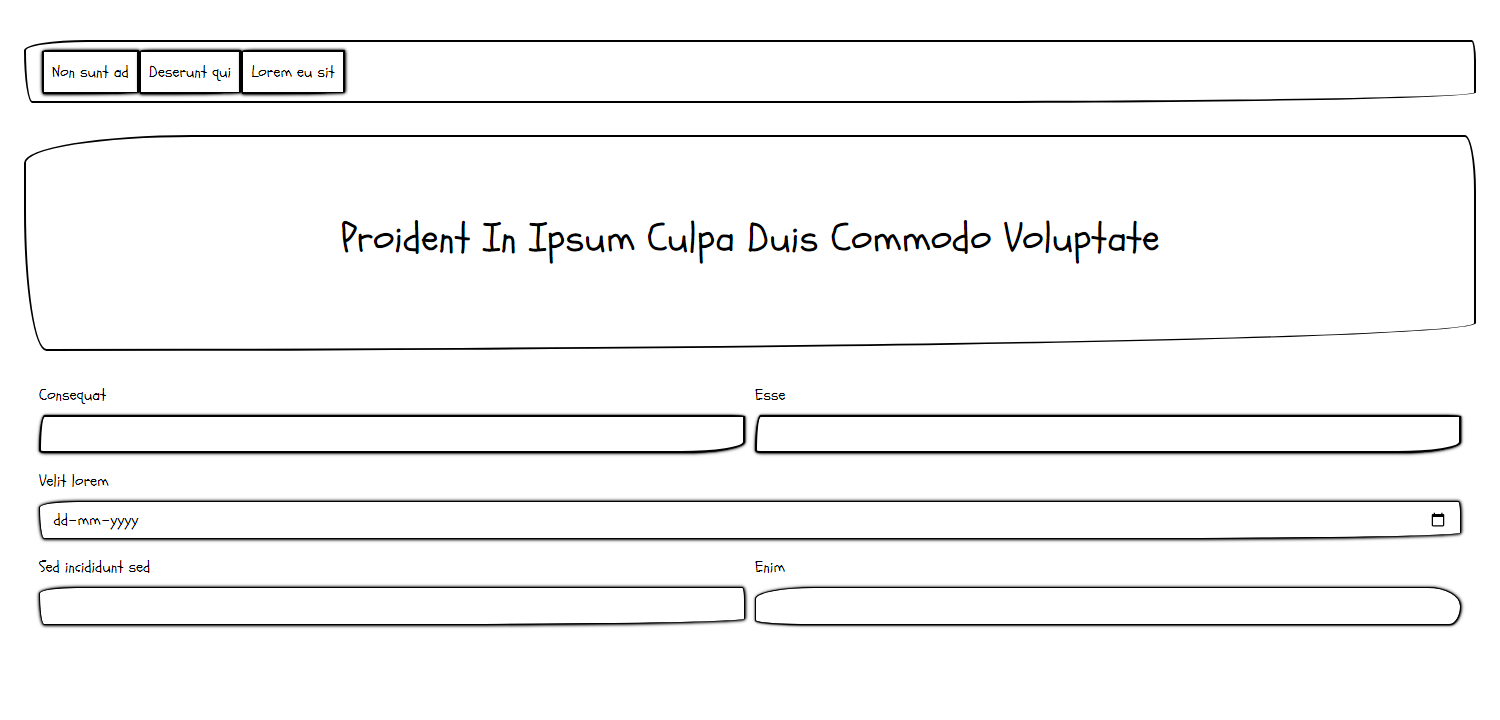 Non sunt ad Deserunt qui Lorem eu sit
Proident In Ipsum Culpa Duis Commodo Voluptate
Consequat Esse
Velit lorem
dd-mm-yyyy
Sed incididunt sed Enim